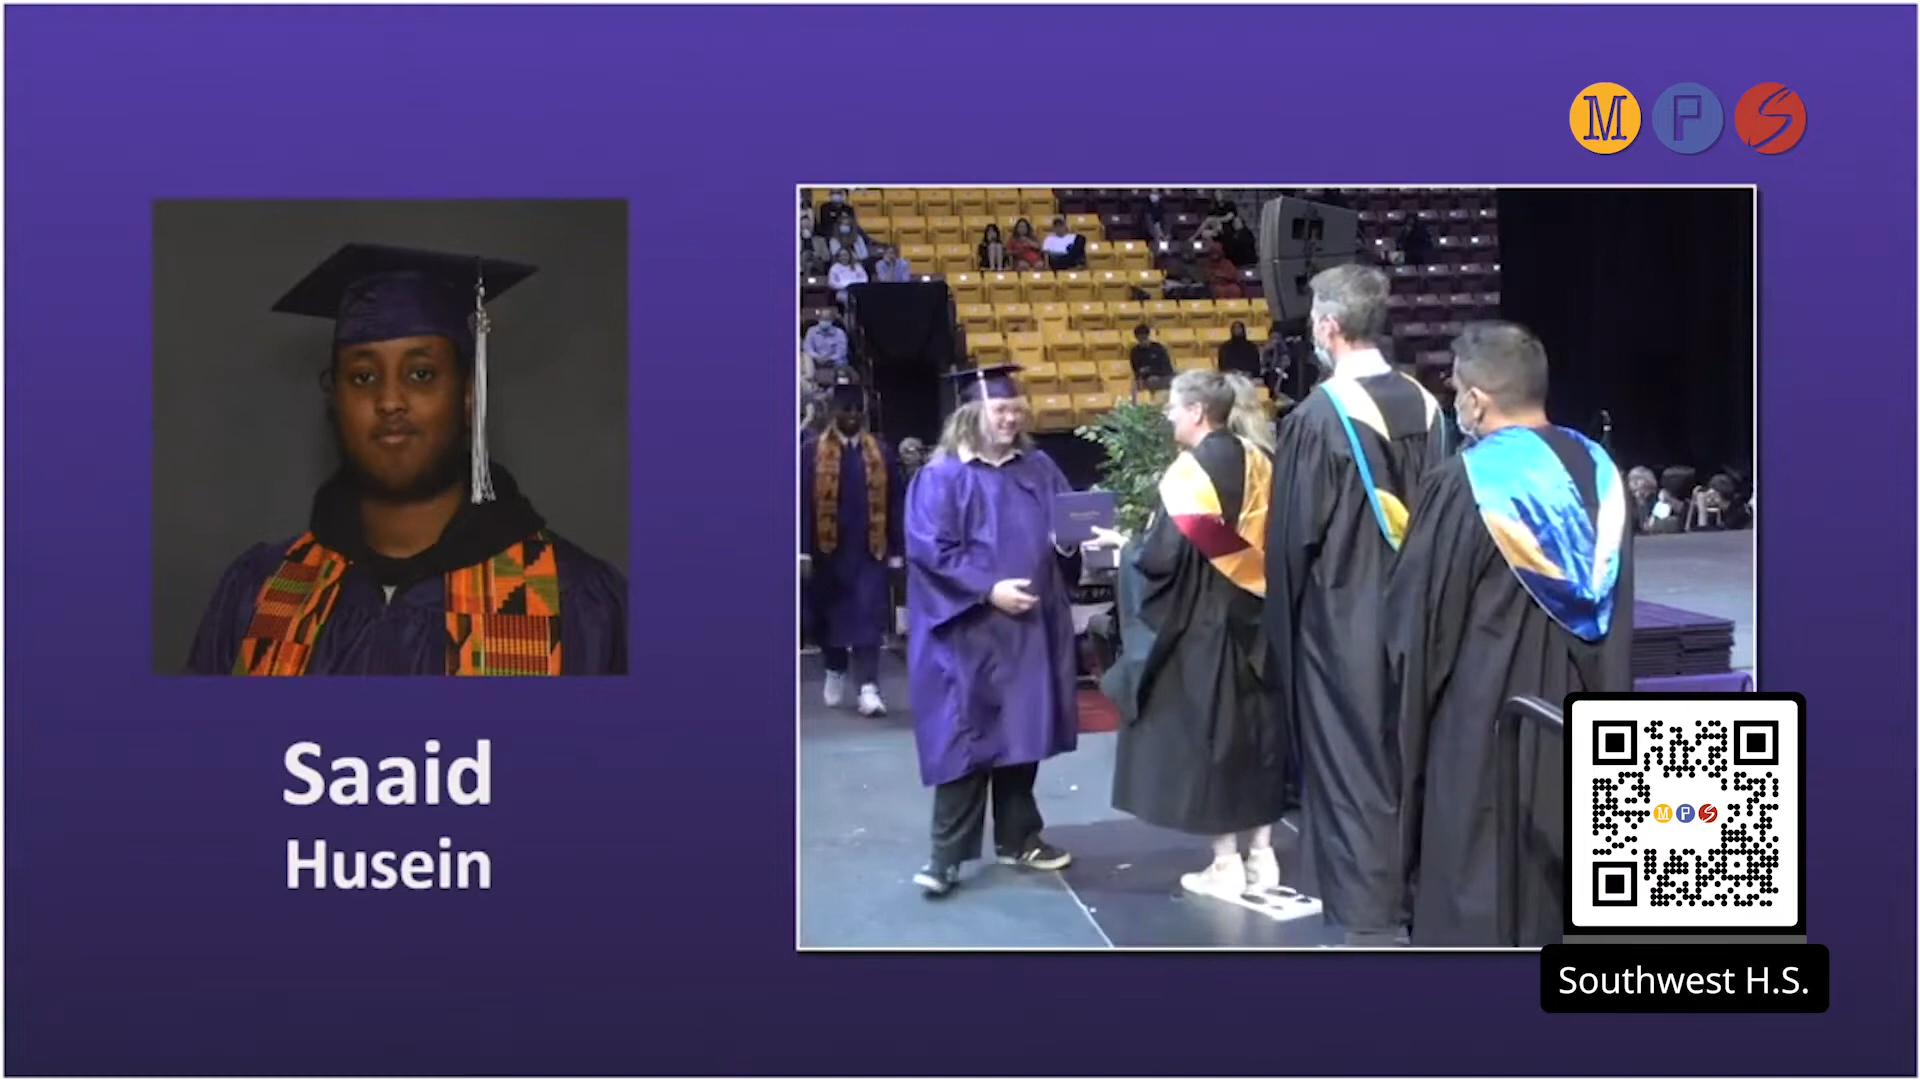 M P S
Saaid
Husein
M P S
Southwest H.S.